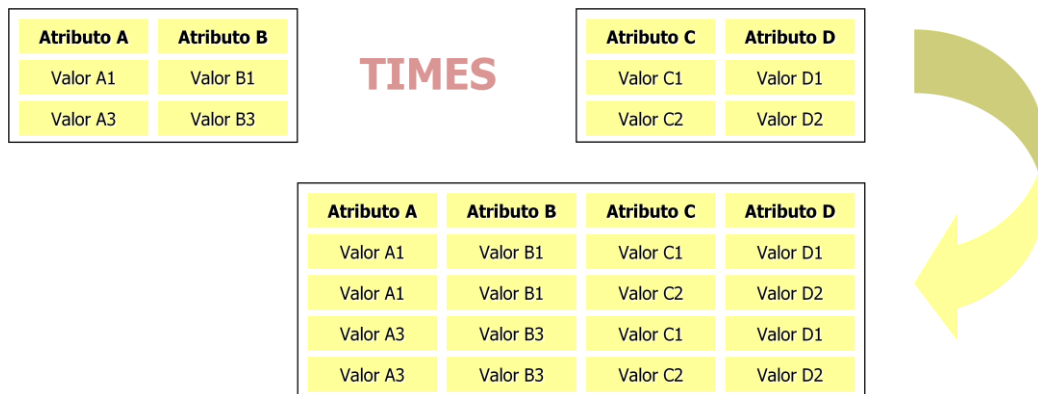 Atributo A Atributo B
Valor A1 Valor B1
Valor A3 Valor B3
TIMES
Atributo C Atributo D
Valor C1 Valor D1
Valor C2 Valor D2
Atributo A Atributo B Atributo C Atributo D
Valor A1 Valor B1 Valor C1 Valor D1
Valor A1 Valor B1 Valor C2 Valor D2
Valor A3 Valor B3 Valor C1 Valor D1
Valor A3 Valor B3 Valor C2 Valor D2